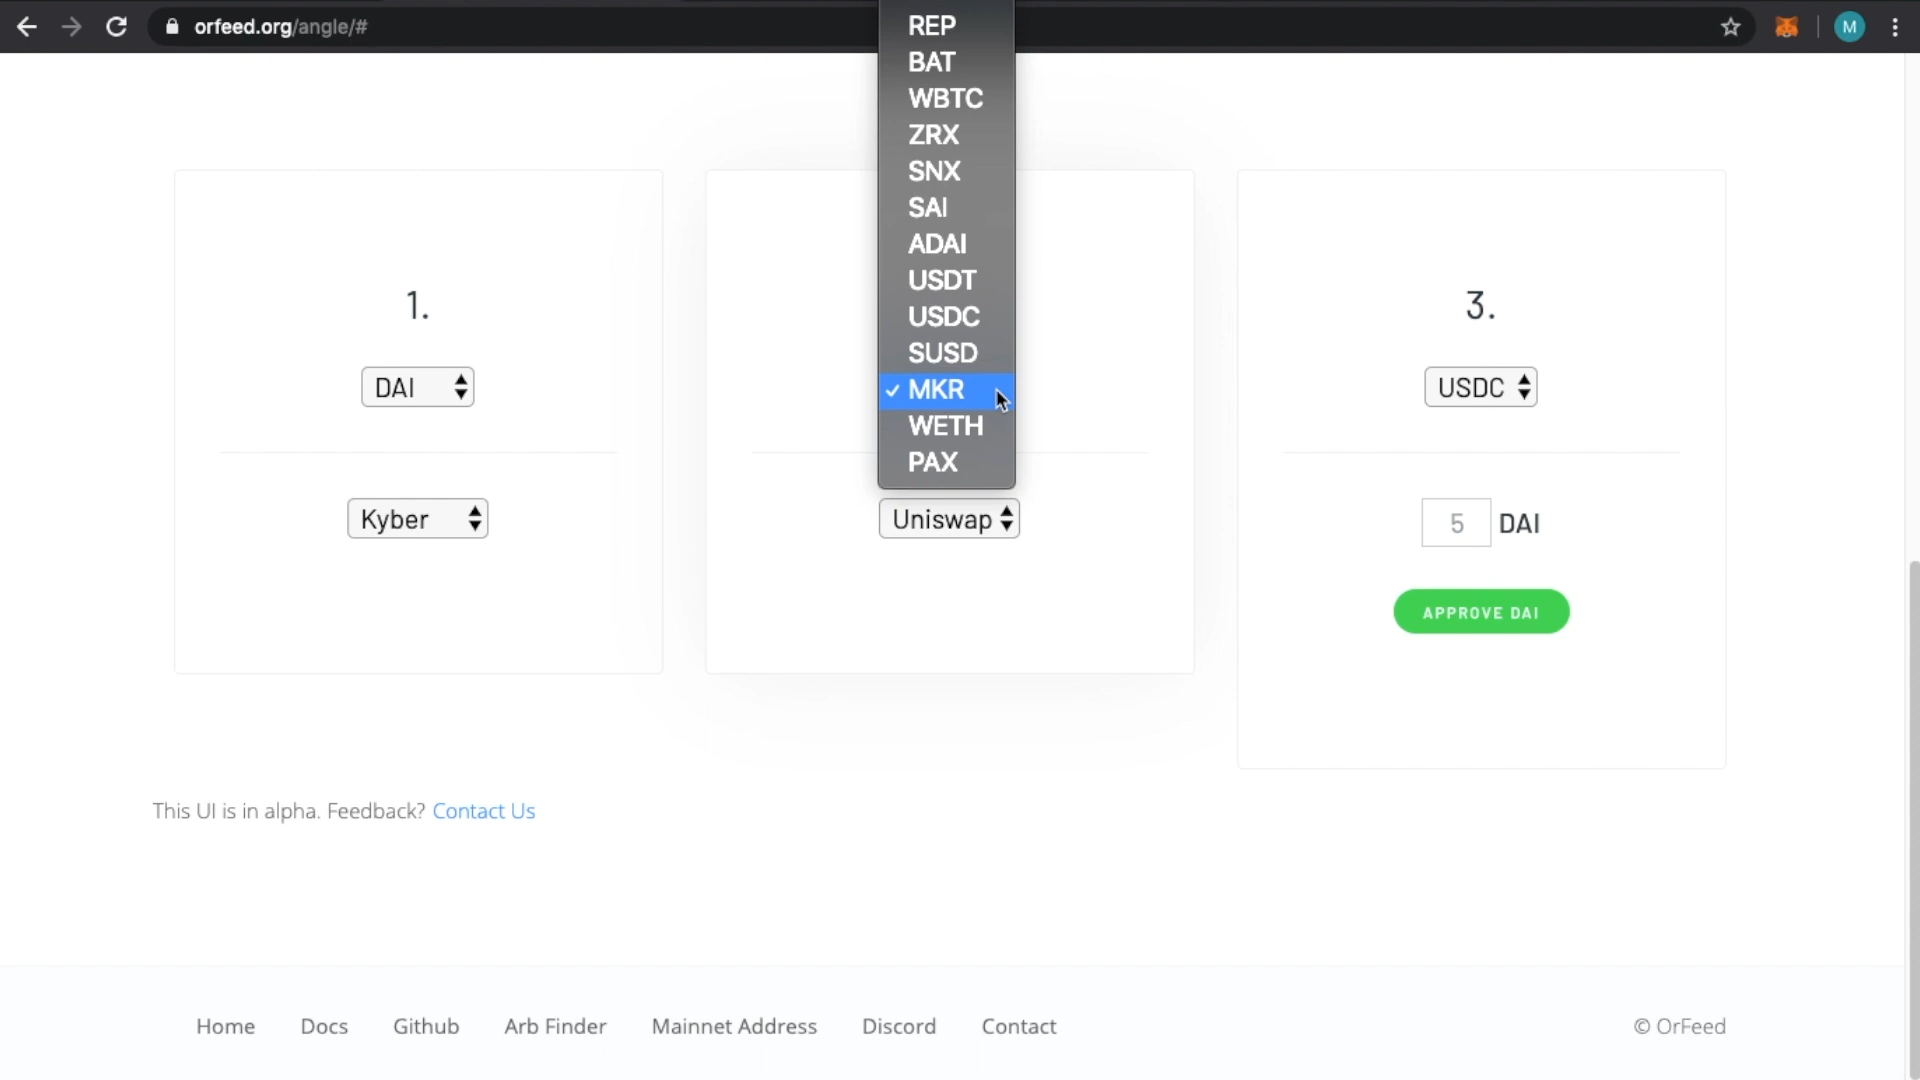 orfeed.org/angle/#
M
REP
BAT
WBTC
ZRX
SNX
SAI
ADAI
USDT
USDC
SUSD
✓ MKR
WETH
PAX
1.
DAI
Kyber
Uniswap
3.
USDC
5 DAI
APPROVE DAI
This UI is in alpha. Feedback? Contact Us
Home Docs Github Arb Finder Mainnet Address Discord Contact © OrFeed